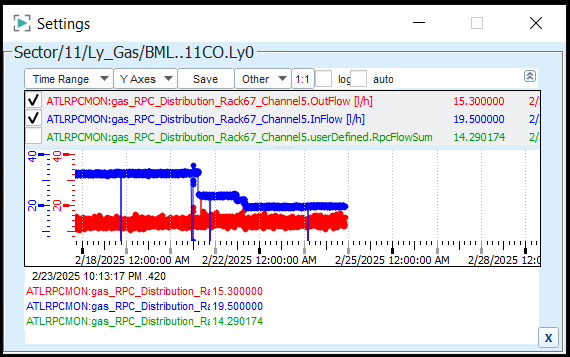 Settings
Sector/11/Ly_Gas/BML..11CO.Ly0
Time Range Y Axes Save Other 1:1 log auto
ATLRPCMON:gas_RPC_Distribution_Rack67_Channel5.OutFlow [l/h] 15.300000 2/
ATLRPCMON:gas_RPC_Distribution_Rack67_Channel5.InFlow [l/h] 19.500000 2/
ATLRPCMON:gas_RPC_Distribution_Rack67_Channel5.userDefined.RpcFlowSum 14.290174 2/
40 40
20 20
2/18/2025 12:00:00 AM 2/22/2025 12:00:00 AM 2/25/2025 12:00:00 AM 2/28/2025 12:0
2/23/2025 10:13:17 PM .420
ATLRPCMON:gas_RPC_Distribution_Ra 15.300000
ATLRPCMON:gas_RPC_Distribution_Ra 19.500000
ATLRPCMON:gas_RPC_Distribution_Ra 14.290174
x